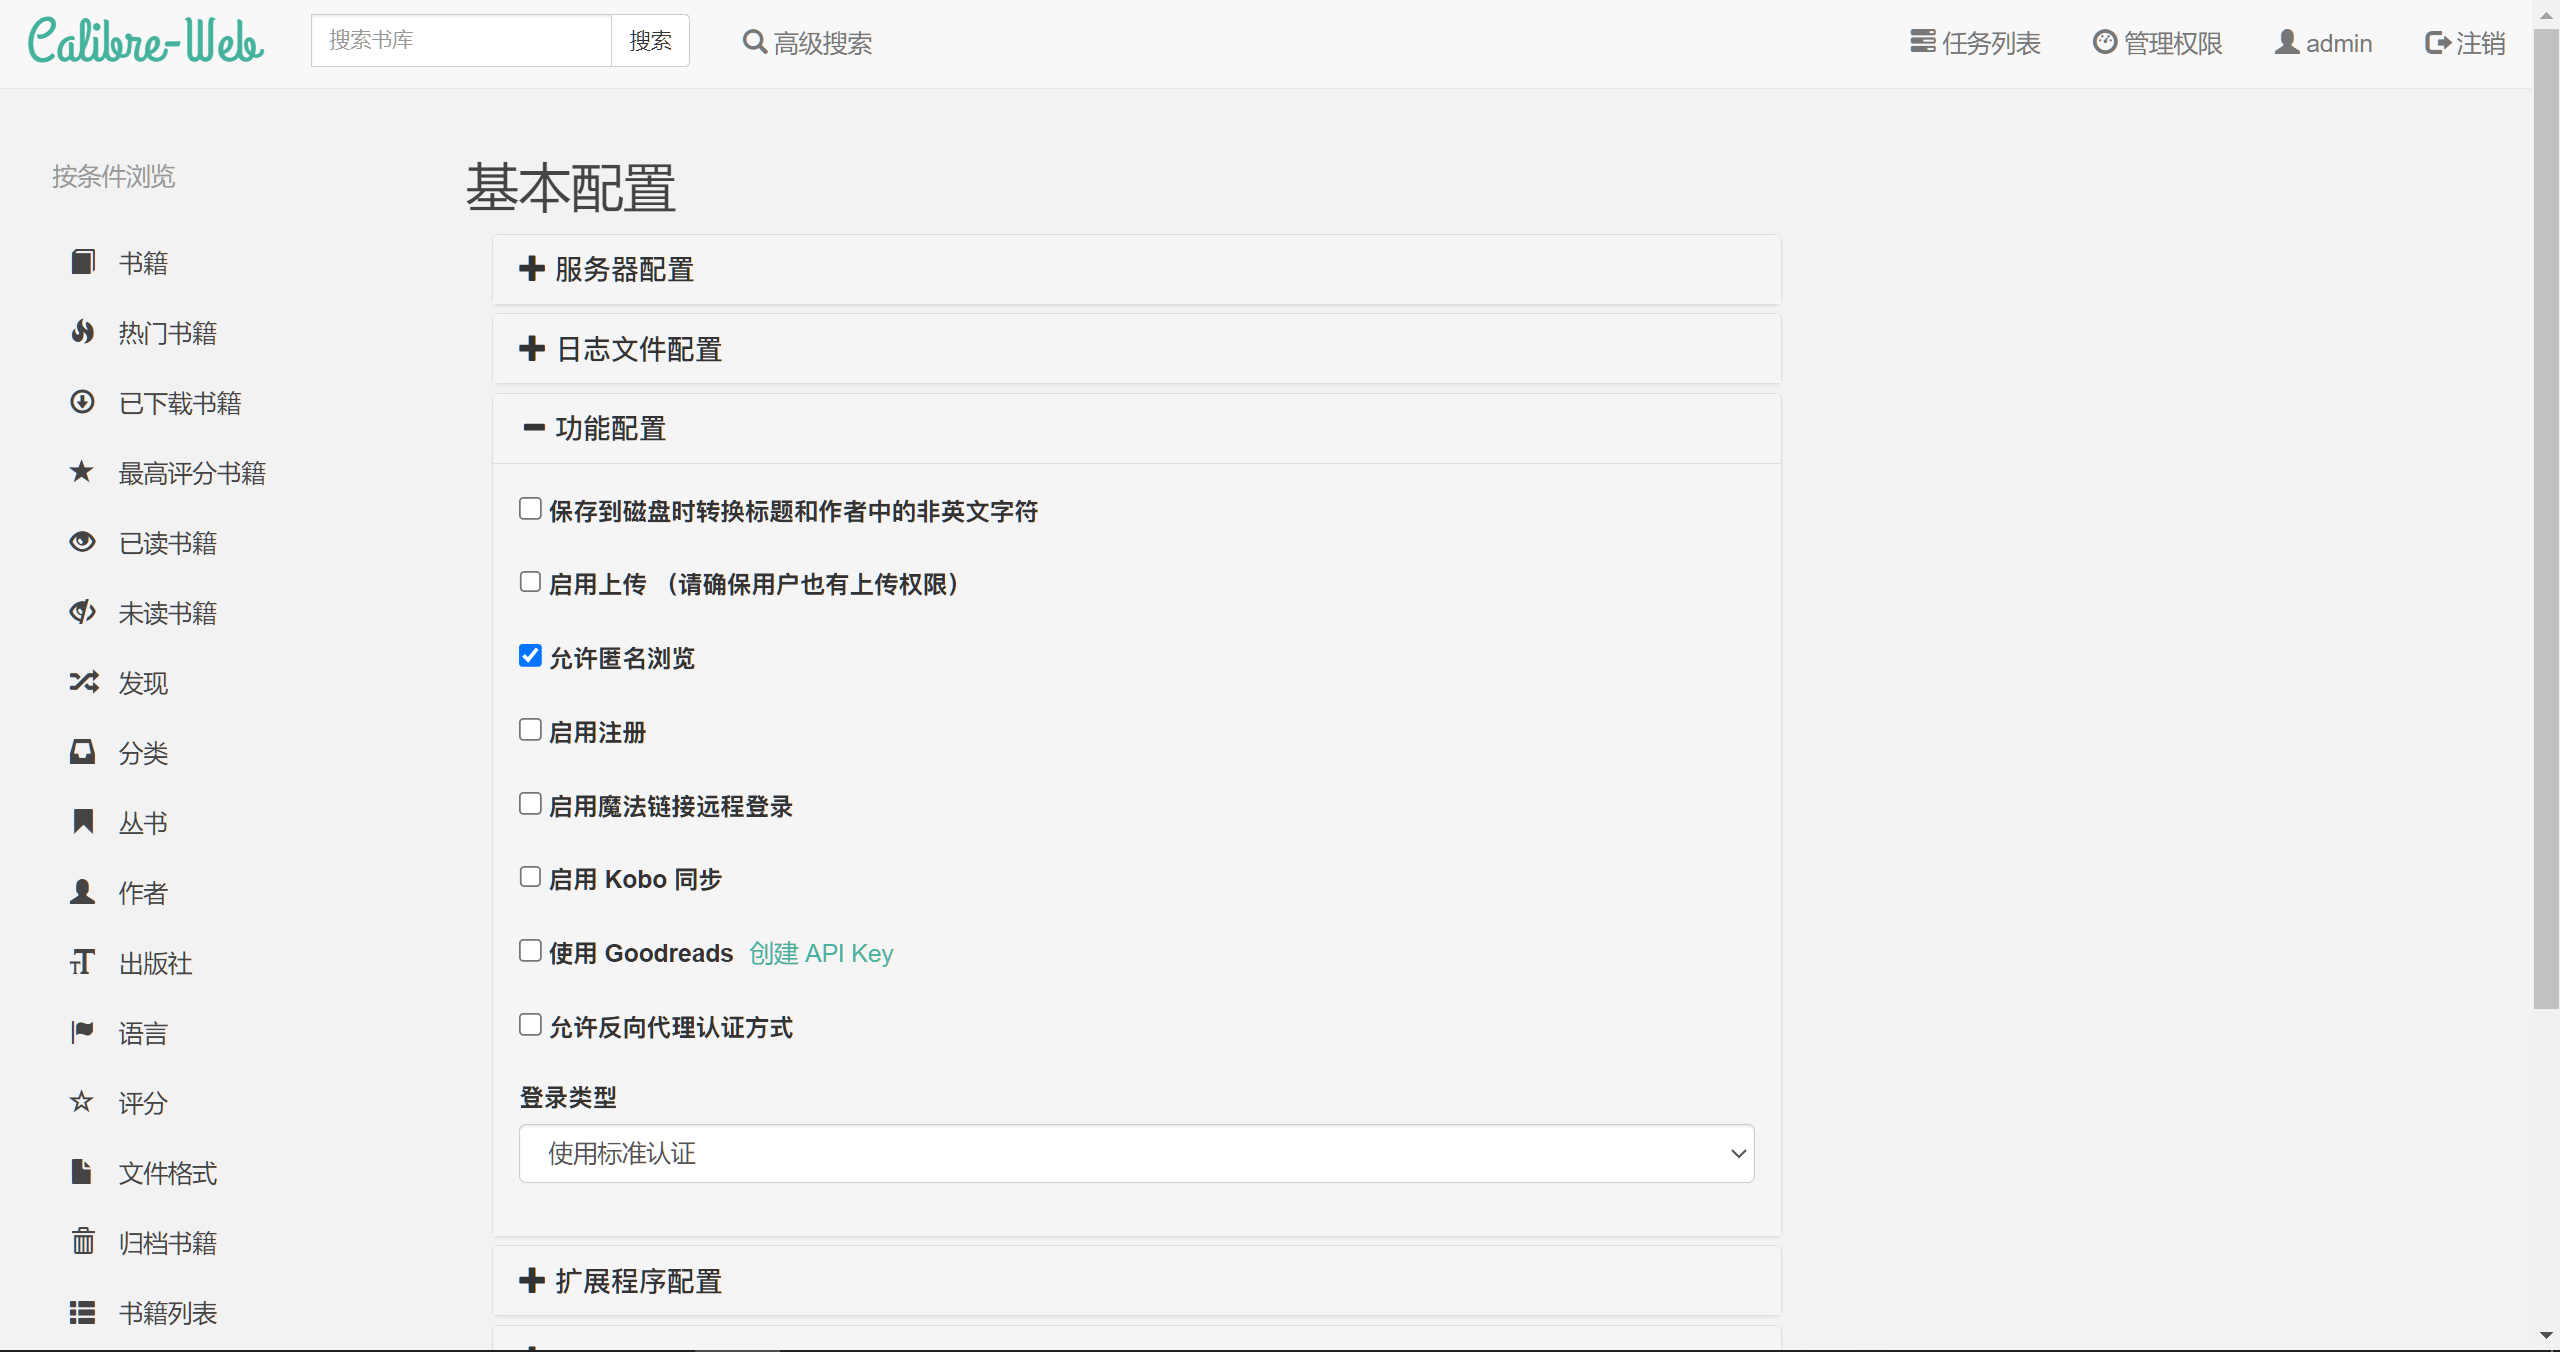 Calibre-Web
搜索书库
搜索
高级搜索
任务列表
管理权限
admin
注销
按条件浏览
书籍
热门书籍
已下载书籍
最高评分书籍
已读书籍
未读书籍
发现
分类
丛书
作者
出版社
语言
评分
文件格式
归档书籍
书籍列表
基本配置
服务器配置
日志文件配置
功能配置
保存到磁盘时转换标题和作者中的非英文字符
启用上传 （请确保用户也有上传权限）
允许匿名浏览
启用注册
启用魔法链接远程登录
启用 Kobo 同步
使用 Goodreads 创建 API Key
允许反向代理认证方式
登录类型
使用标准认证
扩展程序配置